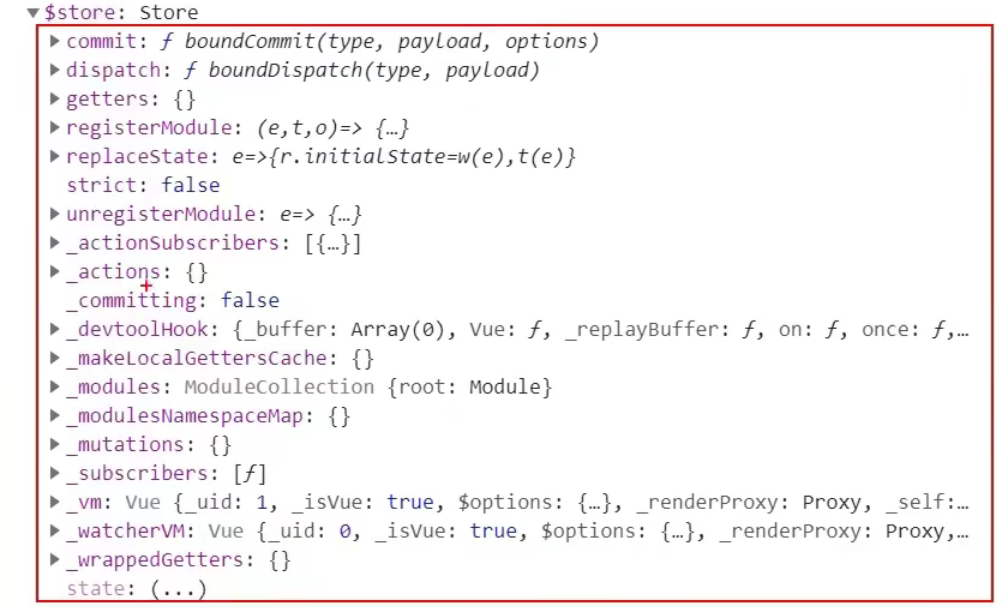 ▼$store: Store
▶commit: ƒ boundCommit(type, payload, options)
▶dispatch: ƒ boundDispatch(type, payload)
▶getters: {}
▶registerModule: (e,t,o)=> {…}
▶replaceState: e=>{r.initialState=w(e),t(e)}
strict: false
▶unregisterModule: e=> {…}
▶_actionSubscribers: [{…}]
▶_actions: {}
_committing: false
▶_devtoolHook: {_buffer: Array(0), Vue: ƒ, _replayBuffer: ƒ, on: ƒ, once: ƒ,…
▶_makeLocalGettersCache: {}
▶_modules: ModuleCollection {root: Module}
▶_modulesNamespaceMap: {}
▶_mutations: {}
▶_subscribers: [ƒ]
▶_vm: Vue {_uid: 1, _isVue: true, $options: {…}, _renderProxy: Proxy, _self:…
▶_watcherVM: Vue {_uid: 0, _isVue: true, $options: {…}, _renderProxy: Proxy,…
▶_wrappedGetters: {}
state: (...)